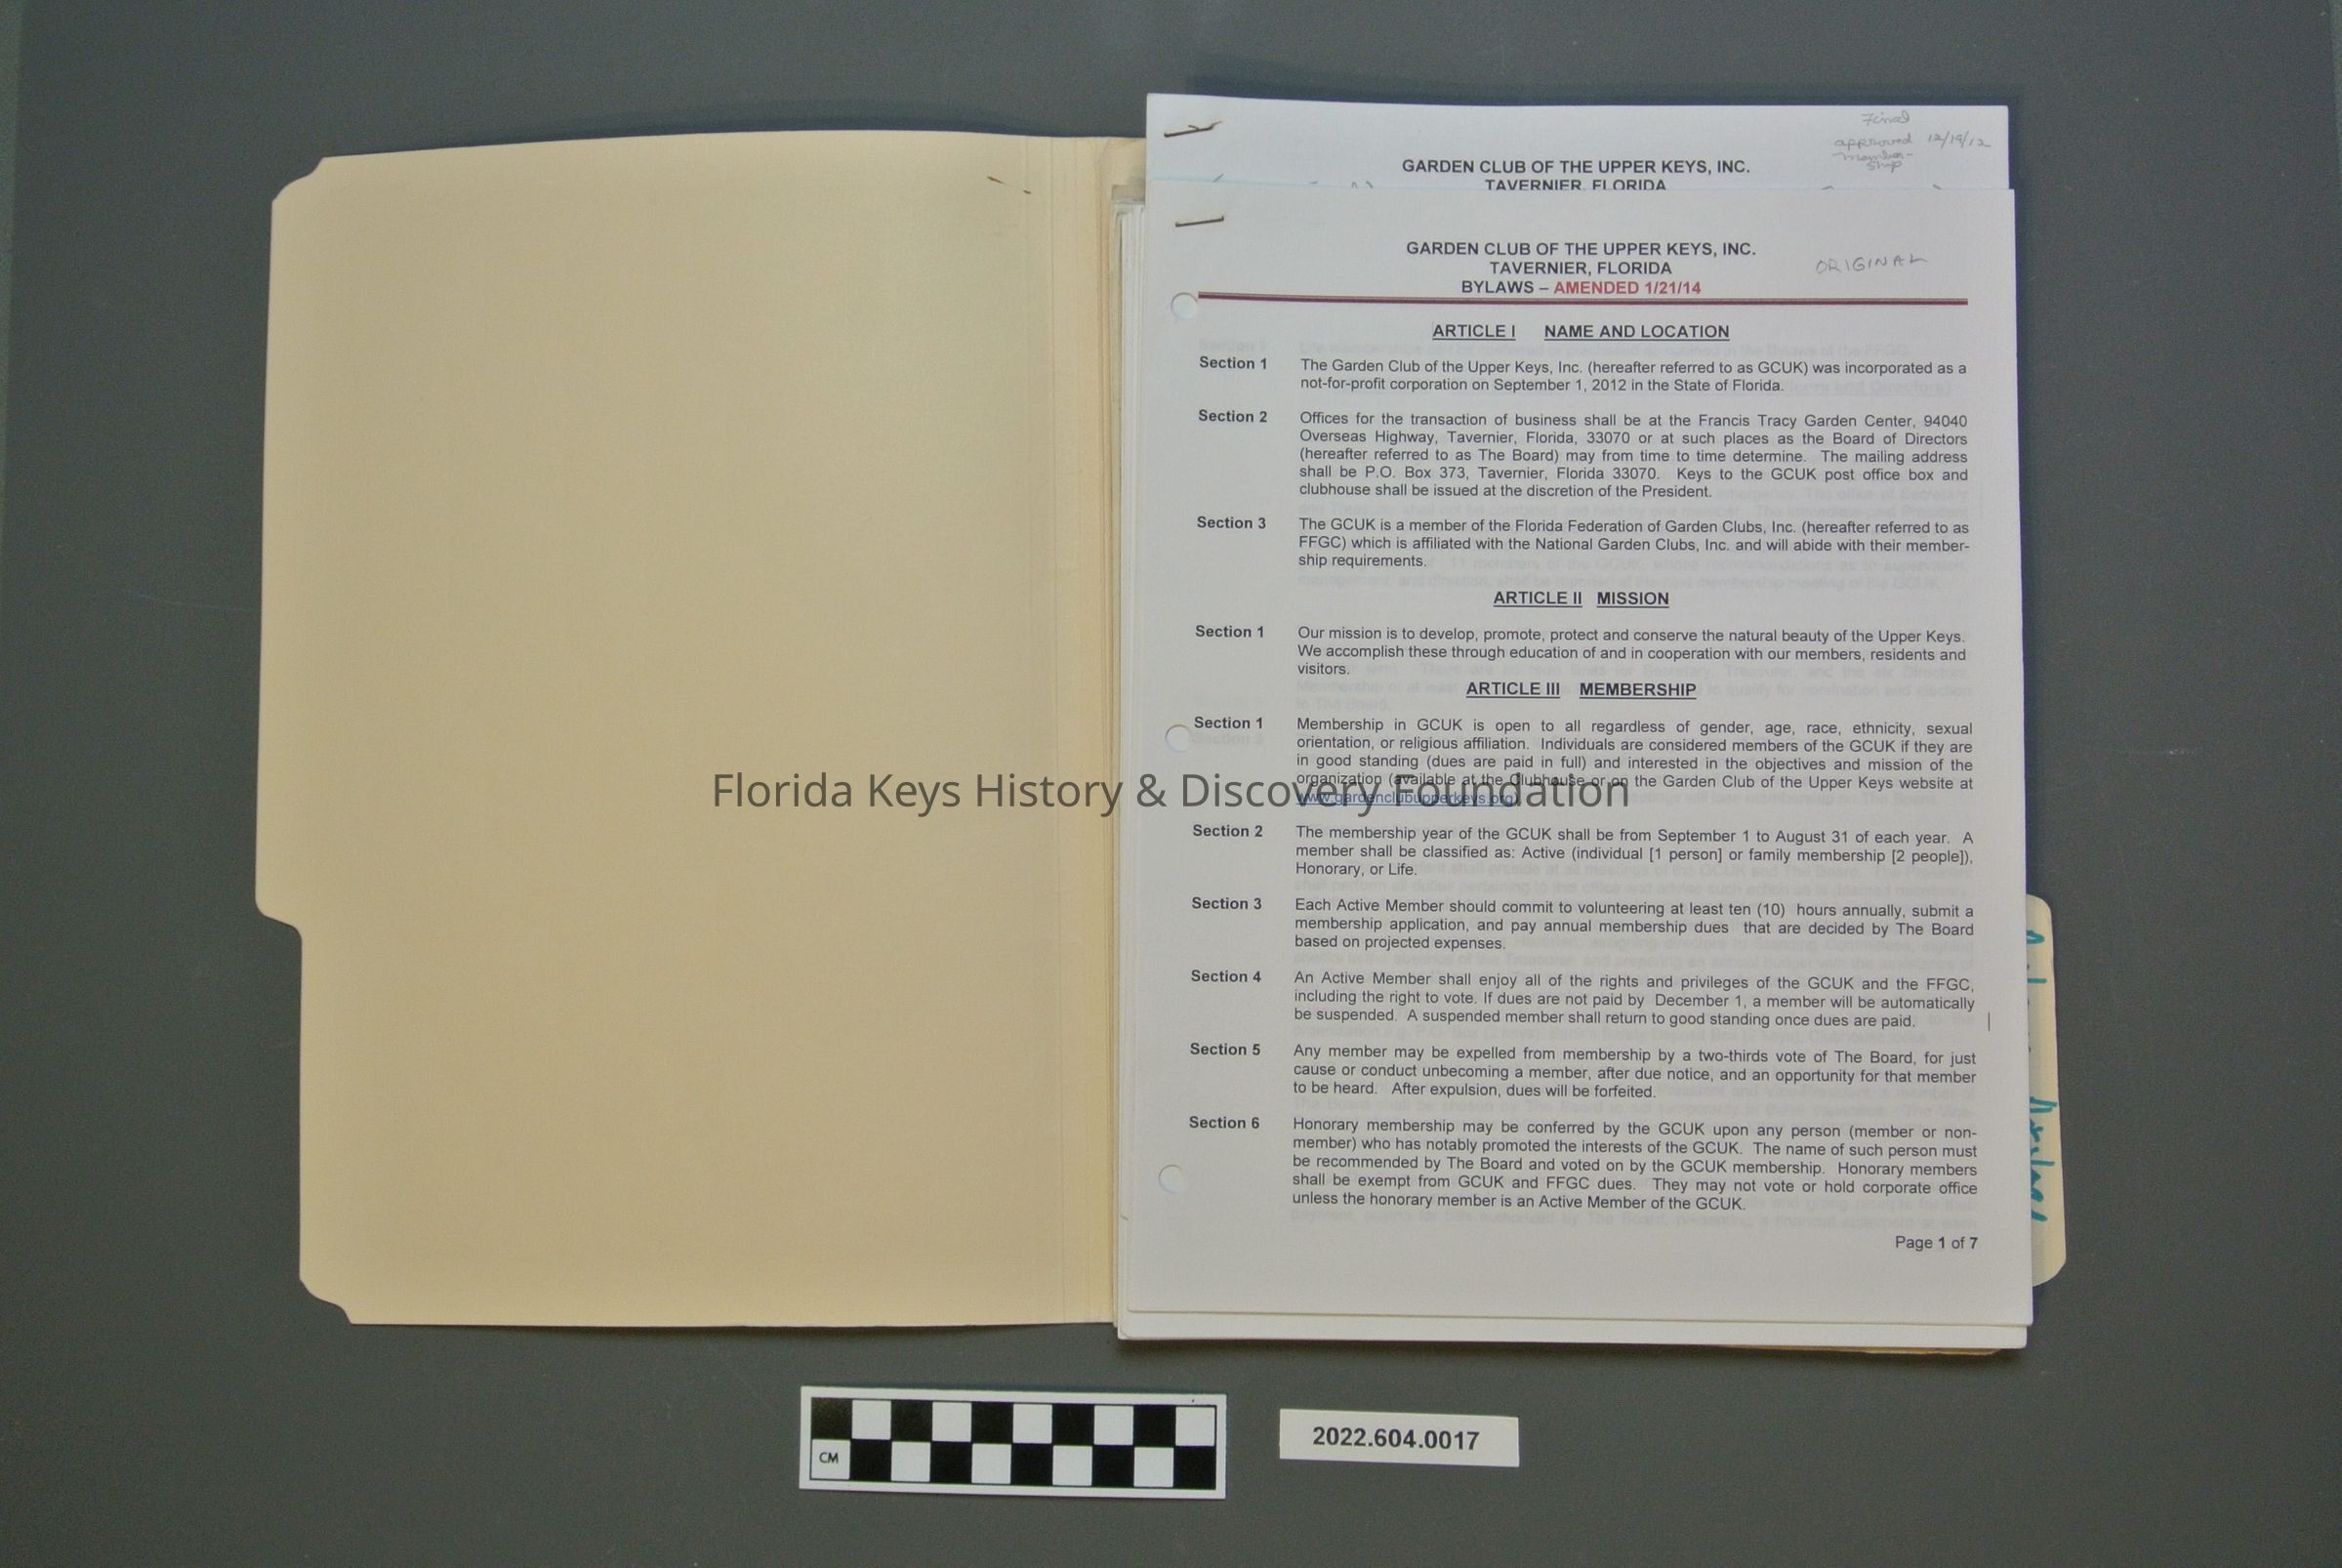 Final
approved 12/19/12
Member-
ship
GARDEN CLUB OF THE UPPER KEYS, INC.
TAVERNIER, FLORIDA
GARDEN CLUB OF THE UPPER KEYS, INC.
TAVERNIER, FLORIDA
ORIGINAL
BYLAWS – AMENDED 1/21/14
ARTICLE I NAME AND LOCATION
Section 1 The Garden Club of the Upper Keys, Inc. (hereafter referred to as GCUK) was incorporated as a
not-for-profit corporation on September 1, 2012 in the State of Florida.
Section 2 Offices for the transaction of business shall be at the Francis Tracy Garden Center, 94040
Overseas Highway, Tavernier, Florida, 33070 or at such places as the Board of Directors
(hereafter referred to as The Board) may from time to time determine. The mailing address
shall be P.O. Box 373, Tavernier, Florida 33070. Keys to the GCUK post office box and
clubhouse shall be issued at the discretion of the President.
Section 3 The GCUK is a member of the Florida Federation of Garden Clubs, Inc. (hereafter referred to as
FFGC) which is affiliated with the National Garden Clubs, Inc. and will abide with their member-
ship requirements.
ARTICLE II MISSION
Section 1 Our mission is to develop, promote, protect and conserve the natural beauty of the Upper Keys.
We accomplish these through education of and in cooperation with our members, residents and
visitors.
ARTICLE III MEMBERSHIP
Section 1 Membership in GCUK is open to all regardless of gender, age, race, ethnicity, sexual
orientation, or religious affiliation. Individuals are considered members of the GCUK if they are
in good standing (dues are paid in full) and interested in the objectives and mission of the
organization (available at the Clubhouse or on the Garden Club of the Upper Keys website at
www.gardenclubupperkeys.org)
Florida Keys History & Discovery Foundation
Section 2 The membership year of the GCUK shall be from September 1 to August 31 of each year. A
member shall be classified as: Active (individual [1 person] or family membership [2 people]),
Honorary, or Life.
Section 3 Each Active Member should commit to volunteering at least ten (10) hours annually, submit a
membership application, and pay annual membership dues that are decided by The Board
based on projected expenses.
Section 4 An Active Member shall enjoy all of the rights and privileges of the GCUK and the FFGC,
including the right to vote. If dues are not paid by December 1, a member will be automatically
be suspended. A suspended member shall return to good standing once dues are paid.
Section 5 Any member may be expelled from membership by a two-thirds vote of The Board, for just
cause or conduct unbecoming a member, after due notice, and an opportunity for that member
to be heard. After expulsion, dues will be forfeited.
Section 6 Honorary membership may be conferred by the GCUK upon any person (member or non-
member) who has notably promoted the interests of the GCUK. The name of such person must
be recommended by The Board and voted on by the GCUK membership. Honorary members
shall be exempt from GCUK and FFGC dues. They may not vote or hold corporate office
unless the honorary member is an Active Member of the GCUK.
Page 1 of 7
CM
2022.604.0017